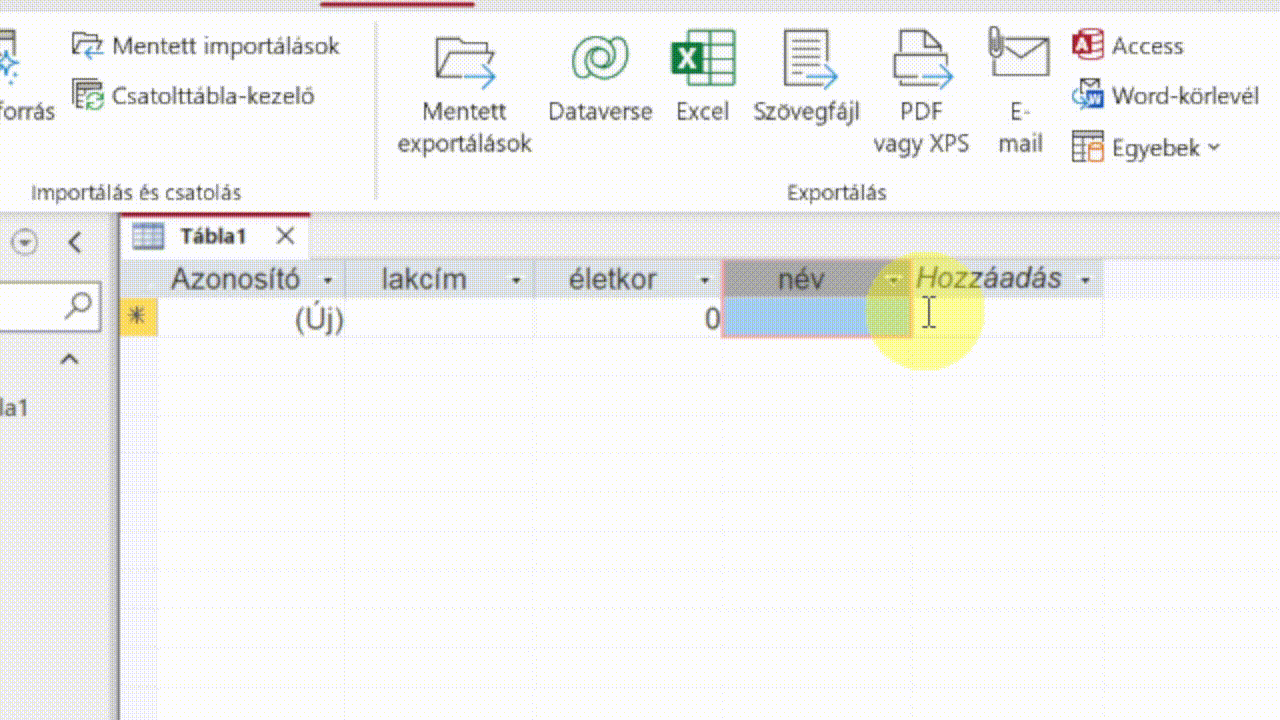 forrás
Mentett importálások
Csatolttábla-kezelő
Importálás és csatolás
Mentett
exportálások
Dataverse
Excel
Szövegfájl
PDF
vagy XPS
E-
mail
Access
Word-körlevél
Egyebek
Exportálás
Tábla1
Azonosító lakcím életkor név Hozzáadás
(Új) 0
la1